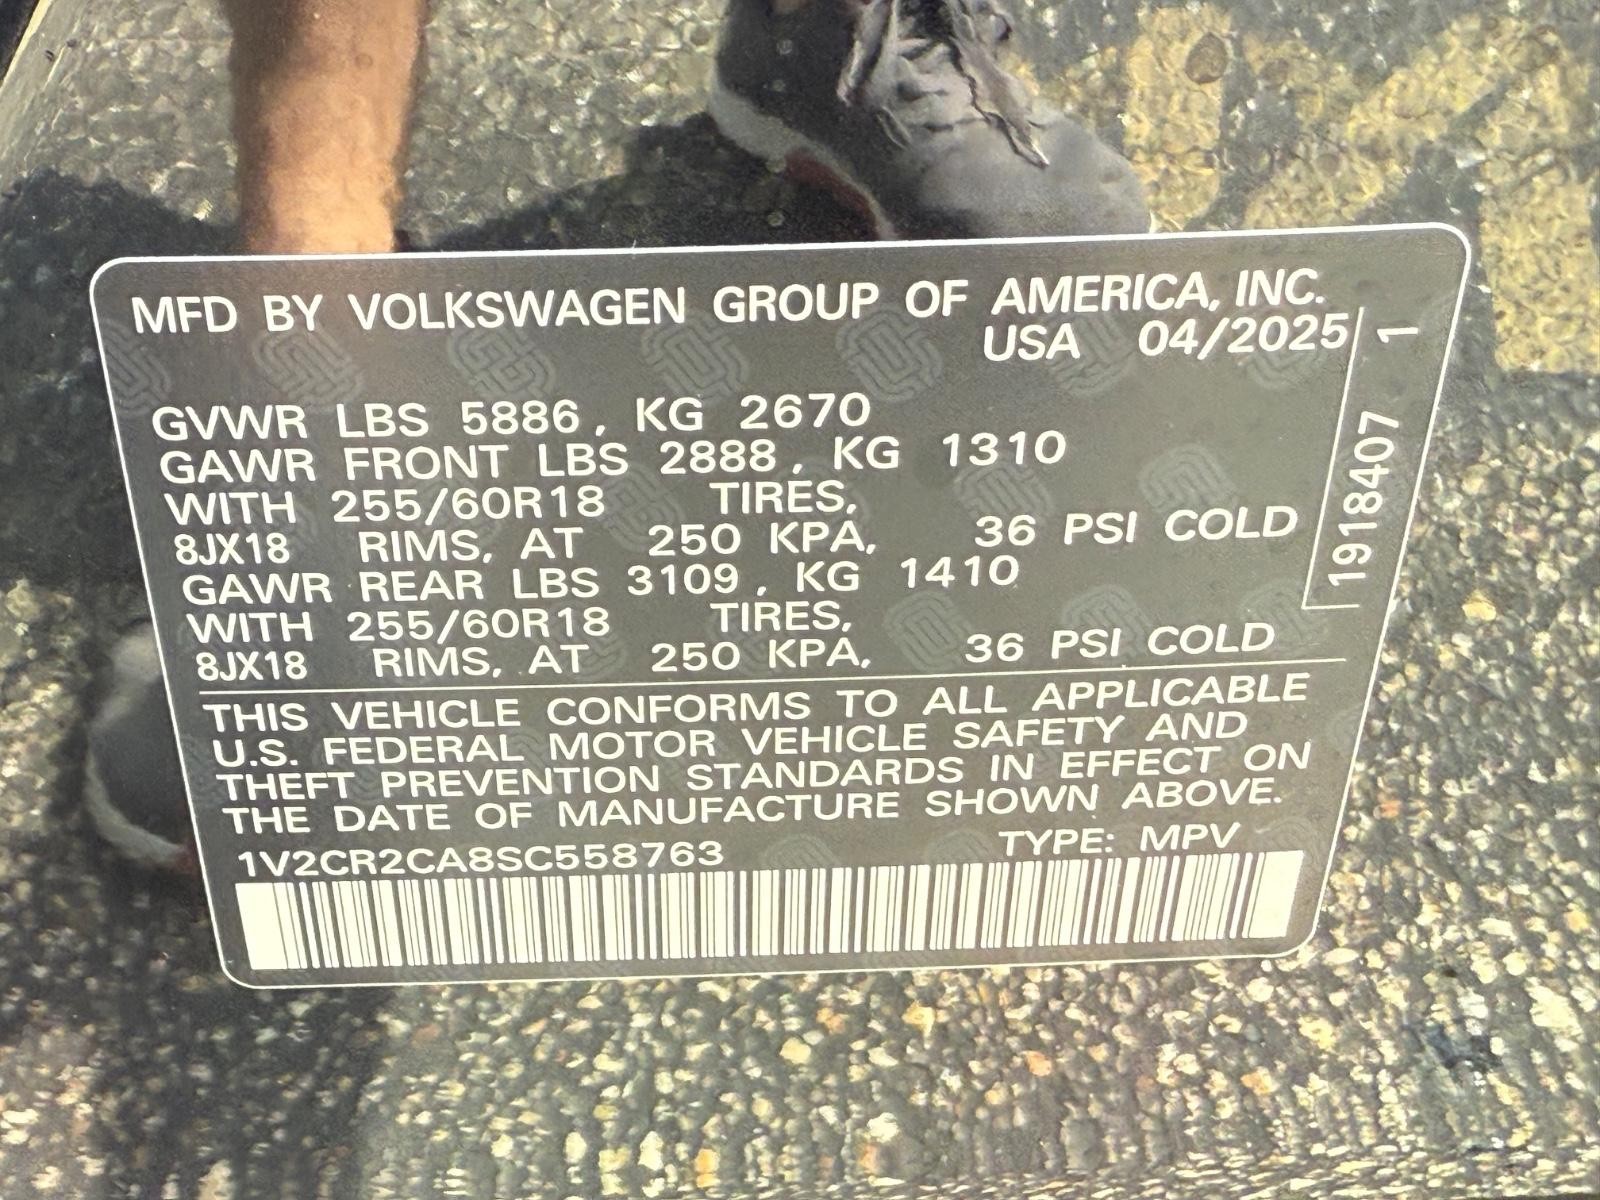 MFD BY VOLKSWAGEN GROUP OF AMERICA, INC.
USA 04/2025
GVWR LBS 5886, KG 2670
GAWR FRONT LBS 2888, KG 1310
WITH 255/60R18 TIRES,
8JX18 RIMS, AT 250 KPA, 36 PSI COLD
GAWR REAR LBS 3109, KG 1410
WITH 255/60R18 TIRES,
8JX18 RIMS, AT 250 KPA, 36 PSI COLD
THIS VEHICLE CONFORMS TO ALL APPLICABLE
U.S. FEDERAL MOTOR VEHICLE SAFETY AND
THEFT PREVENTION STANDARDS IN EFFECT ON
THE DATE OF MANUFACTURE SHOWN ABOVE.
1V2CR2CA8SC558763 TYPE: MPV
1918407 1